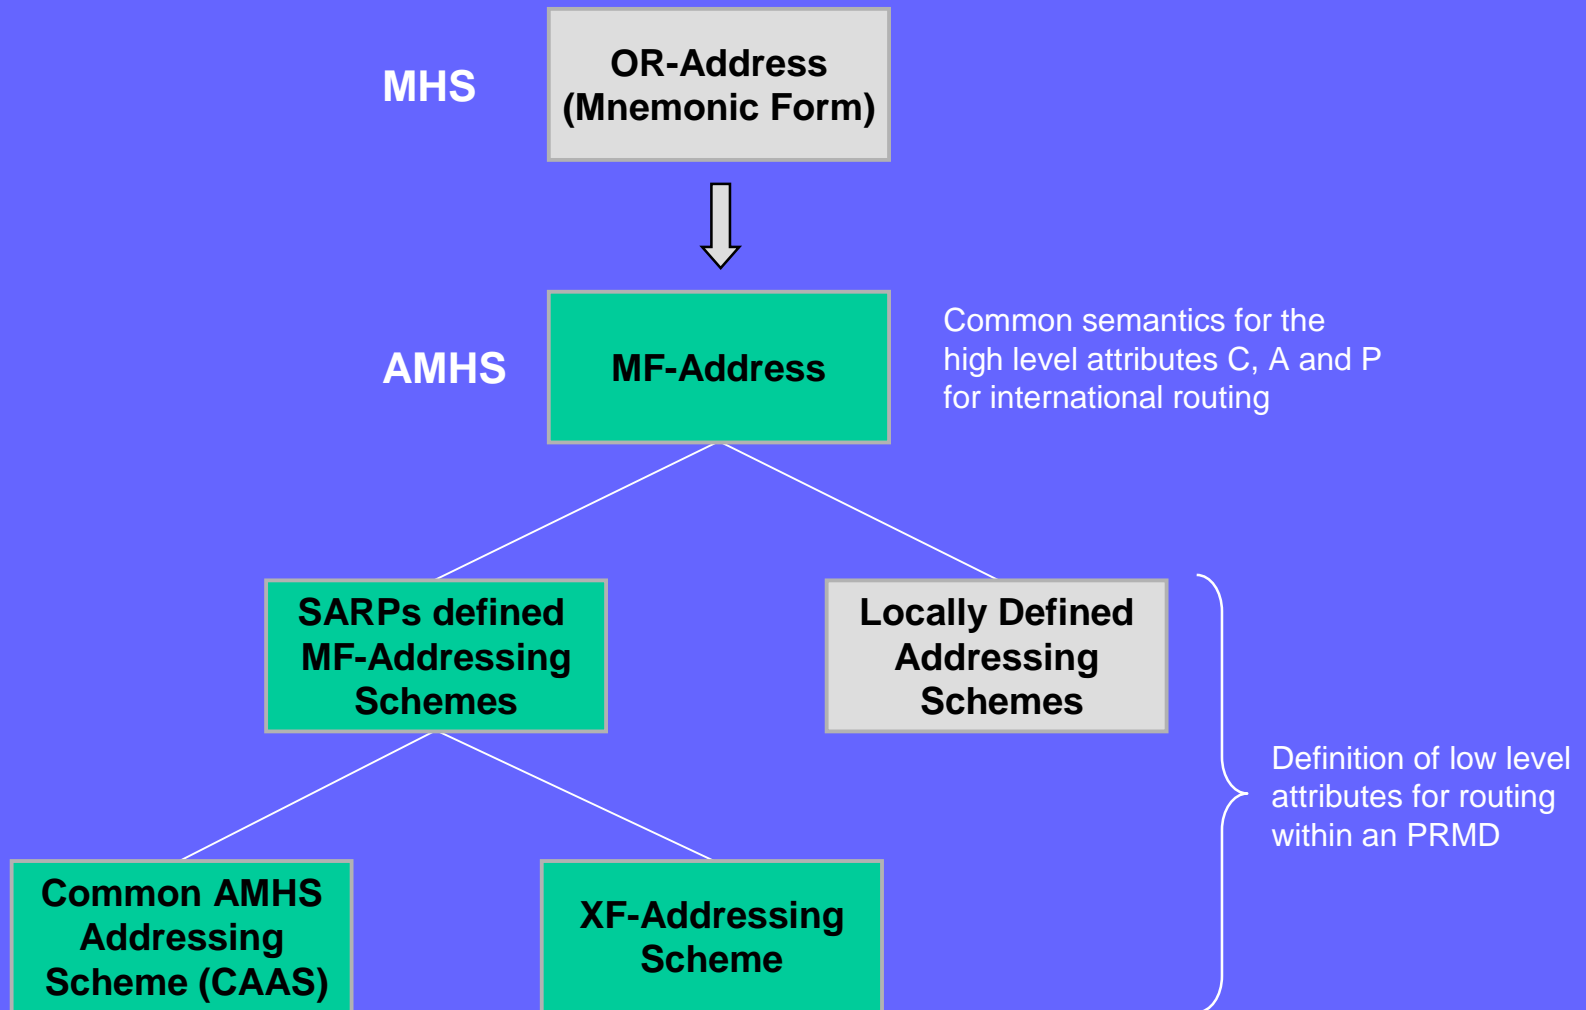 MHS
OR-Address
(Mnemonic Form)
AMHS
MF-Address
Common semantics for the
high level attributes C, A and P
for international routing
SARPs defined
MF-Addressing
Schemes
Locally Defined
Addressing
Schemes
Definition of low level
attributes for routing
within an PRMD
Common AMHS
Addressing
Scheme (CAAS)
XF-Addressing
Scheme